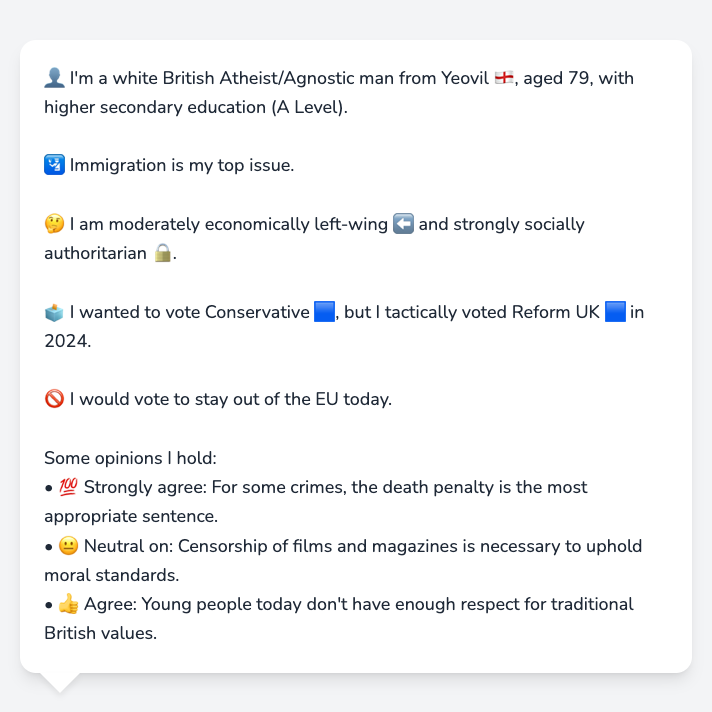 👤 I'm a white British Atheist/Agnostic man from Yeovil 🏴󠁧󠁢󠁥󠁮󠁧󠁿, aged 79, with
higher secondary education (A Level).
🛂 Immigration is my top issue.
🤔 I am moderately economically left-wing ⬅️ and strongly socially
authoritarian 🔒.
🗳️ I wanted to vote Conservative 🟦, but I tactically voted Reform UK 🟦 in
2024.
🚫 I would vote to stay out of the EU today.
Some opinions I hold:
• 💯 Strongly agree: For some crimes, the death penalty is the most
appropriate sentence.
• 😐 Neutral on: Censorship of films and magazines is necessary to uphold
moral standards.
• 👍 Agree: Young people today don't have enough respect for traditional
British values.